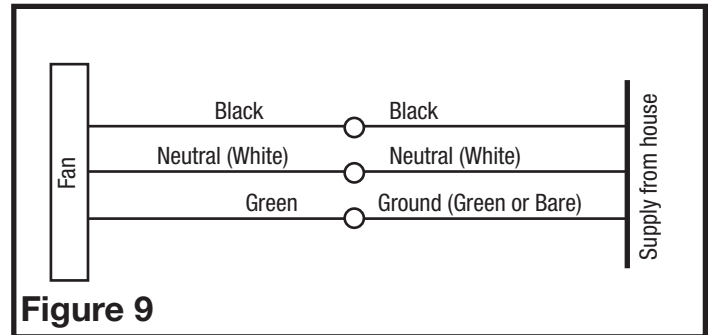 Fan
Black Black
Neutral (White) Neutral (White)
Green Ground (Green or Bare)
Supply from house
Figure 9